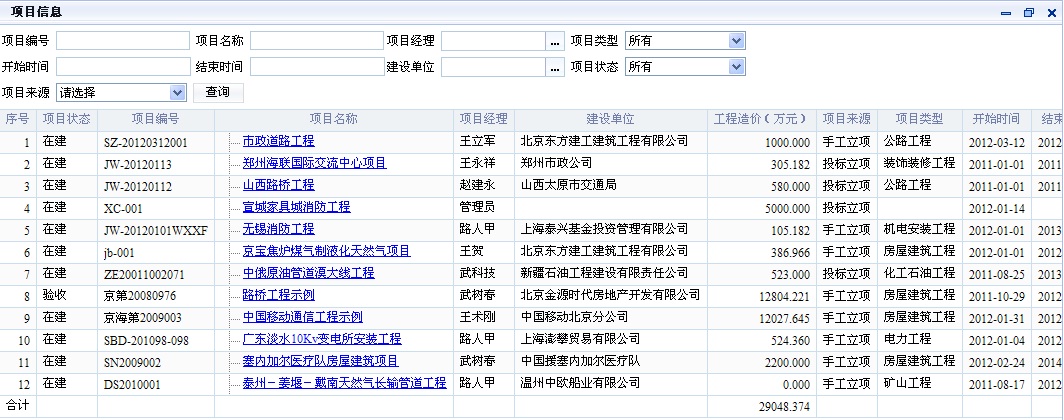 项目信息
项目编号 项目名称 项目经理 ... 项目类型 所有
开始时间 结束时间 建设单位 ... 项目状态 所有
项目来源 请选择 查询
序号 项目状态 项目编号 项目名称 项目经理 建设单位 工程造价（万元） 项目来源 项目类型 开始时间 结束
1 在建 SZ-20120312001 市政道路工程 王立军 北京东方建工建筑工程有限公司 1000.000 手工立项 公路工程 2012-03-12 2012
2 在建 JW-20120113 郑州海联国际交流中心项目 王永祥 郑州市政公司 305.182 投标立项 装饰装修工程 2011-01-01 2011
3 在建 JW-20120112 山西路桥工程 赵建永 山西太原市交通局 580.000 投标立项 公路工程 2011-01-01 2011
4 在建 XC-001 宣城家具城消防工程 管理员 5000.000 投标立项 2012-01-14
5 在建 JW-20120101WXXF 无锡消防工程 路人甲 上海泰兴基金投资管理有限公司 105.182 手工立项 机电安装工程 2012-01-01 2013
6 在建 jb-001 京宝焦炉煤气制液化天然气项目 王贺 北京东方建工建筑工程有限公司 386.966 手工立项 房屋建筑工程 2012-01-01 2012
7 在建 ZE20011002071 中俄原油管道漠大线工程 武科技 新疆石油工程建设有限责任公司 523.000 投标立项 化工石油工程 2011-08-25 2013
8 验收 京第20080976 路桥工程示例 武树春 北京金源时代房地产开发有限公司 12804.221 手工立项 房屋建筑工程 2011-10-29 2012
9 在建 京海第2009003 中国移动通信工程示例 王术刚 中国移动北京分公司 12027.645 手工立项 房屋建筑工程 2012-01-31 2012
10 在建 SBD-201098-098 广东淡水10Kv变电所安装工程 路人甲 上海澎攀贸易有限公司 524.360 手工立项 电力工程 2012-01-04 2012
11 在建 SN2009002 塞内加尔医疗队房屋建筑项目 武树春 中国援塞内加尔医疗队 2200.000 手工立项 房屋建筑工程 2012-02-24 2014
12 在建 DS2010001 泰州－姜堰－戴南天然气长输管道工程 路人甲 温州中欧船业有限公司 0.000 手工立项 矿山工程 2011-08-17 2012
合计 29048.374